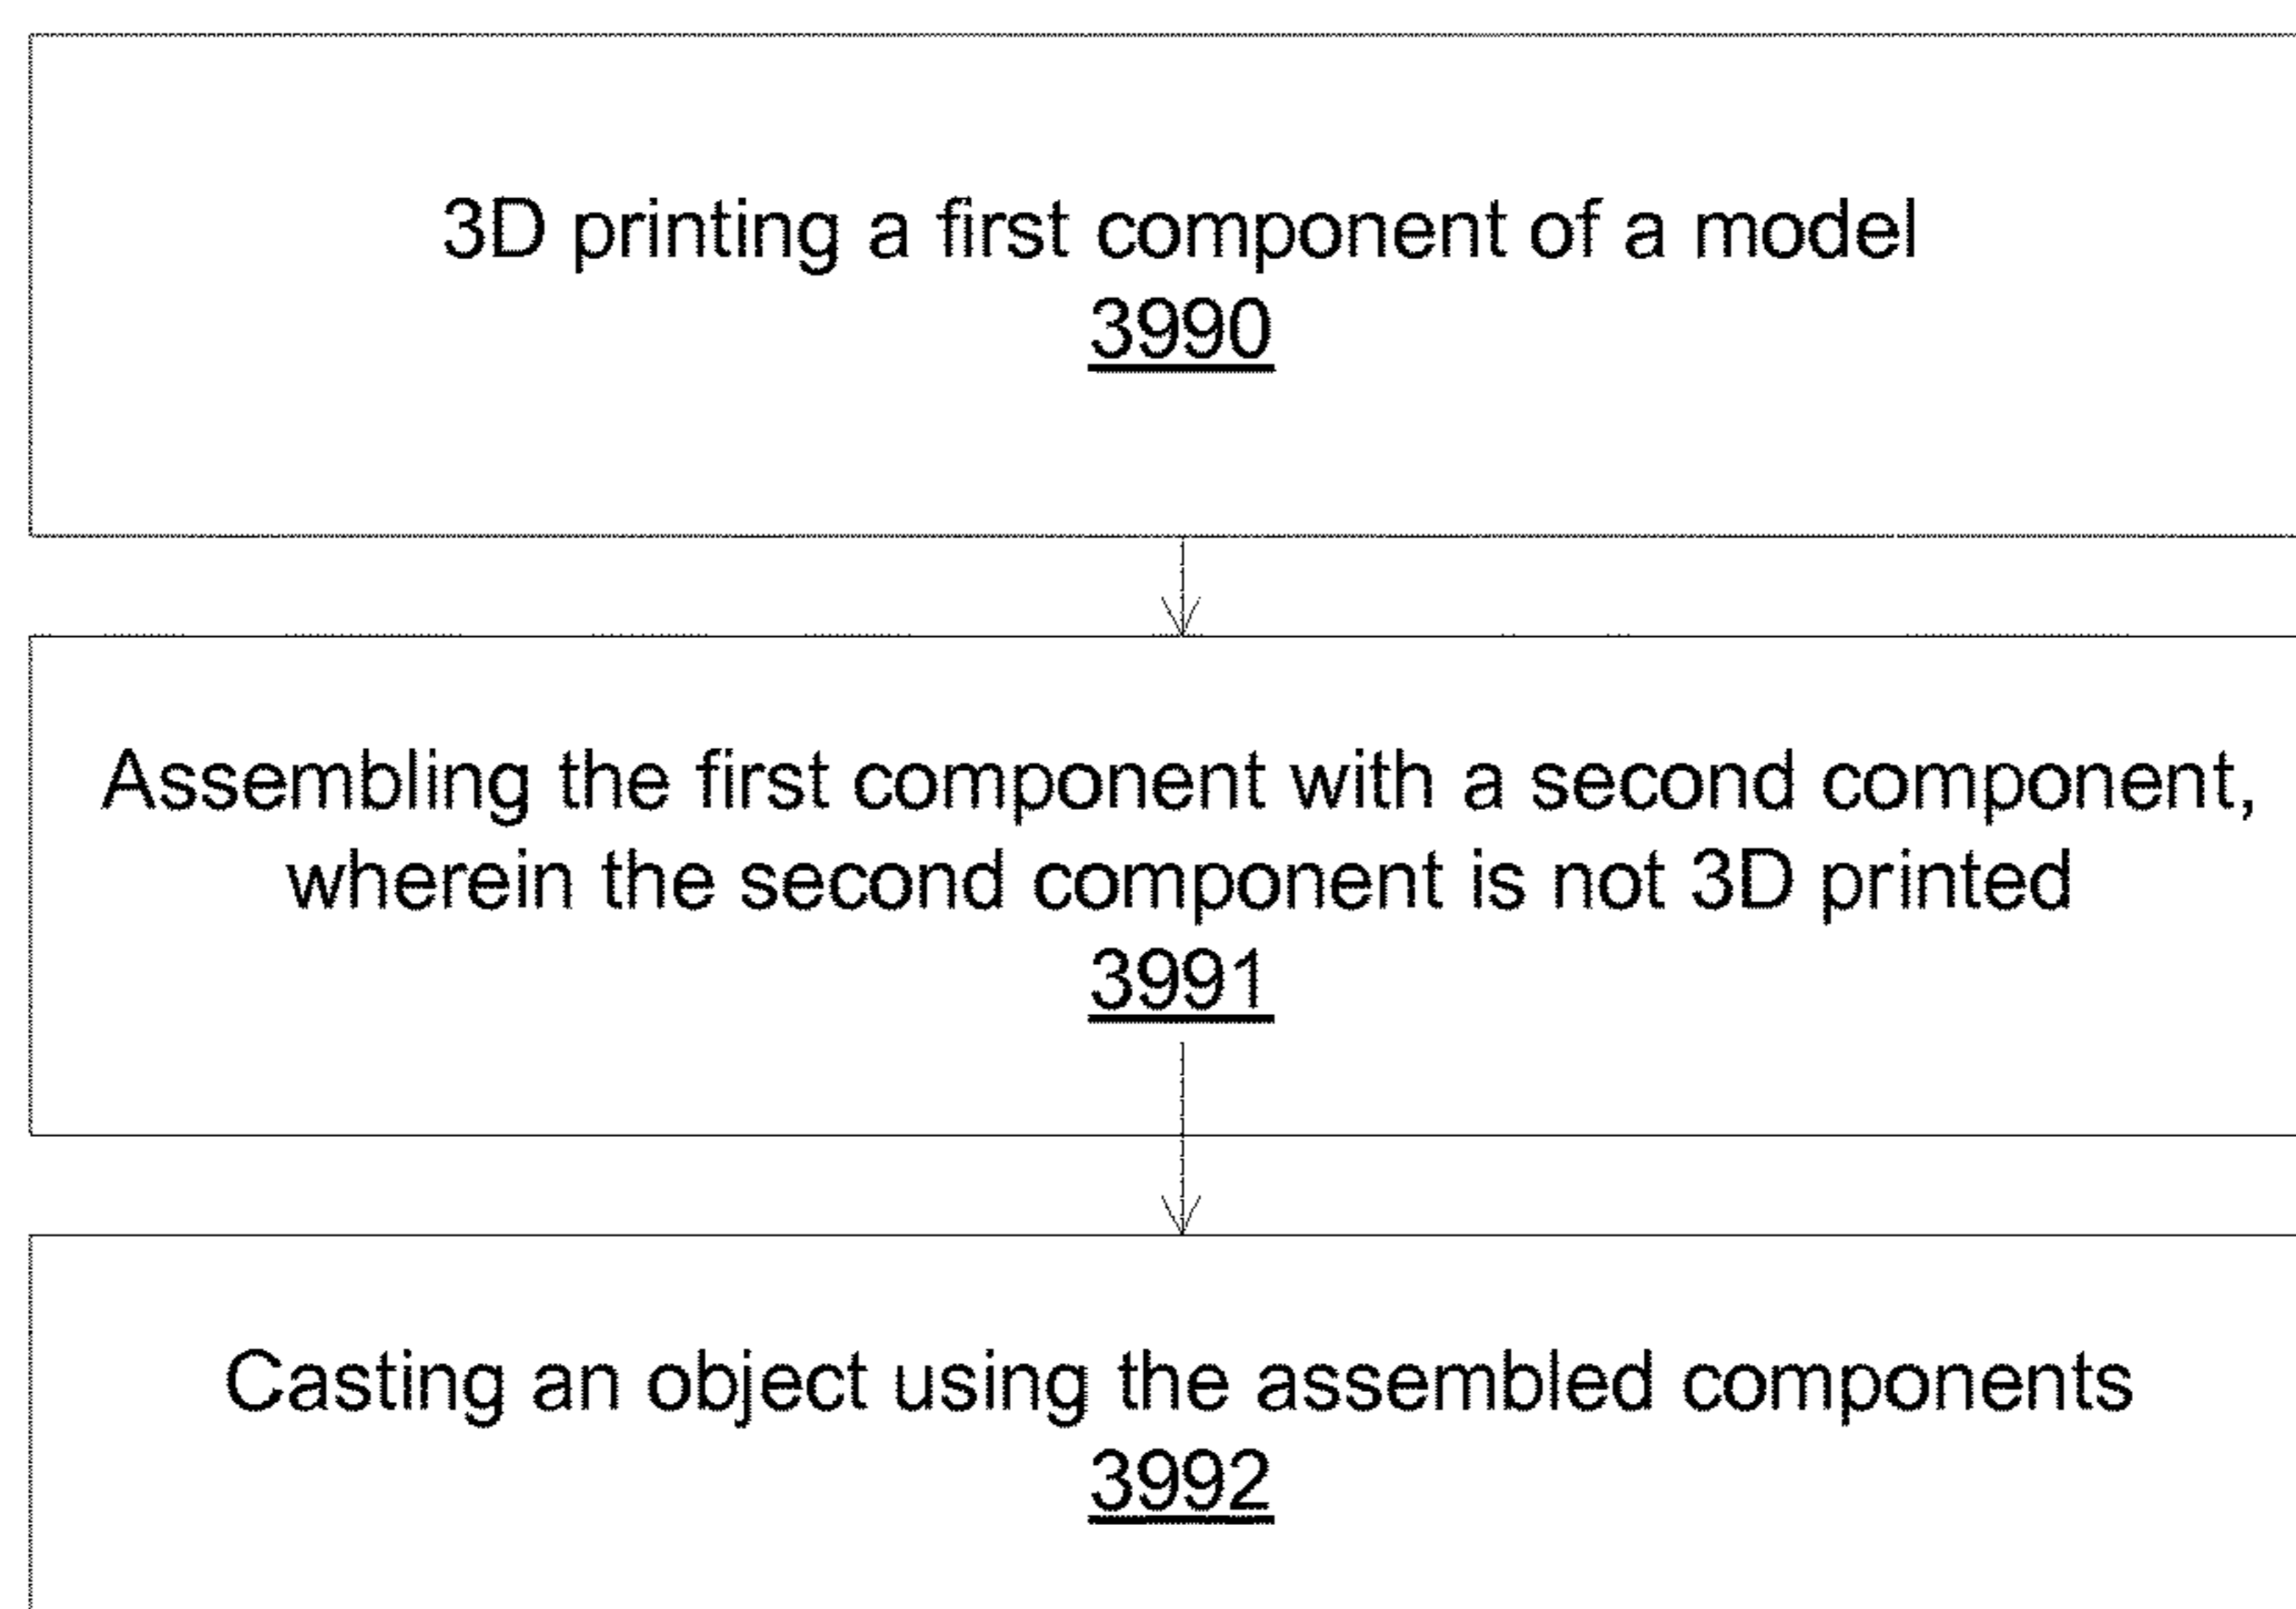 3D printing a first component of a model
3990
Assembling the first component with a second component,
wherein the second component is not 3D printed
3991
Casting an object using the assembled components
3992